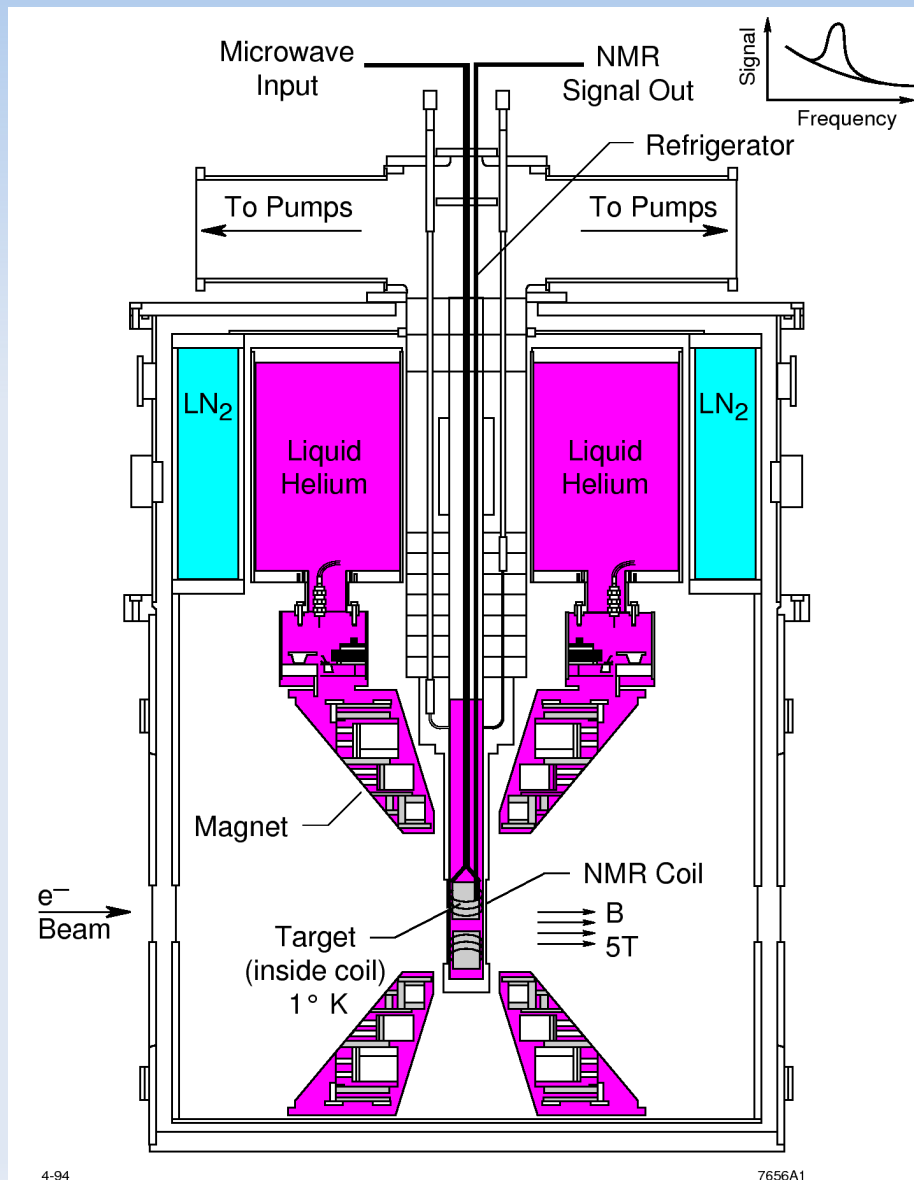 Microwave
Input
NMR
Signal Out
Signal
Frequency
Refrigerator
To Pumps
To Pumps
LN2
Liquid
Helium
Liquid
Helium
LN2
Magnet
e–
Beam
NMR Coil
B
5T
Target
(inside coil)
1° K
4-94
7656A1